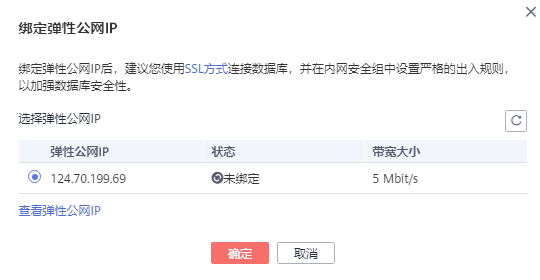 绑定弹性公网IP
绑定弹性公网IP后，建议您使用SSL方式连接数据库，并在内网安全组中设置严格的出入规则，
以加强数据库安全性。
选择弹性公网IP
弹性公网IP 状态 带宽大小
124.70.199.69 未绑定 5 Mbit/s
查看弹性公网IP
确定 取消